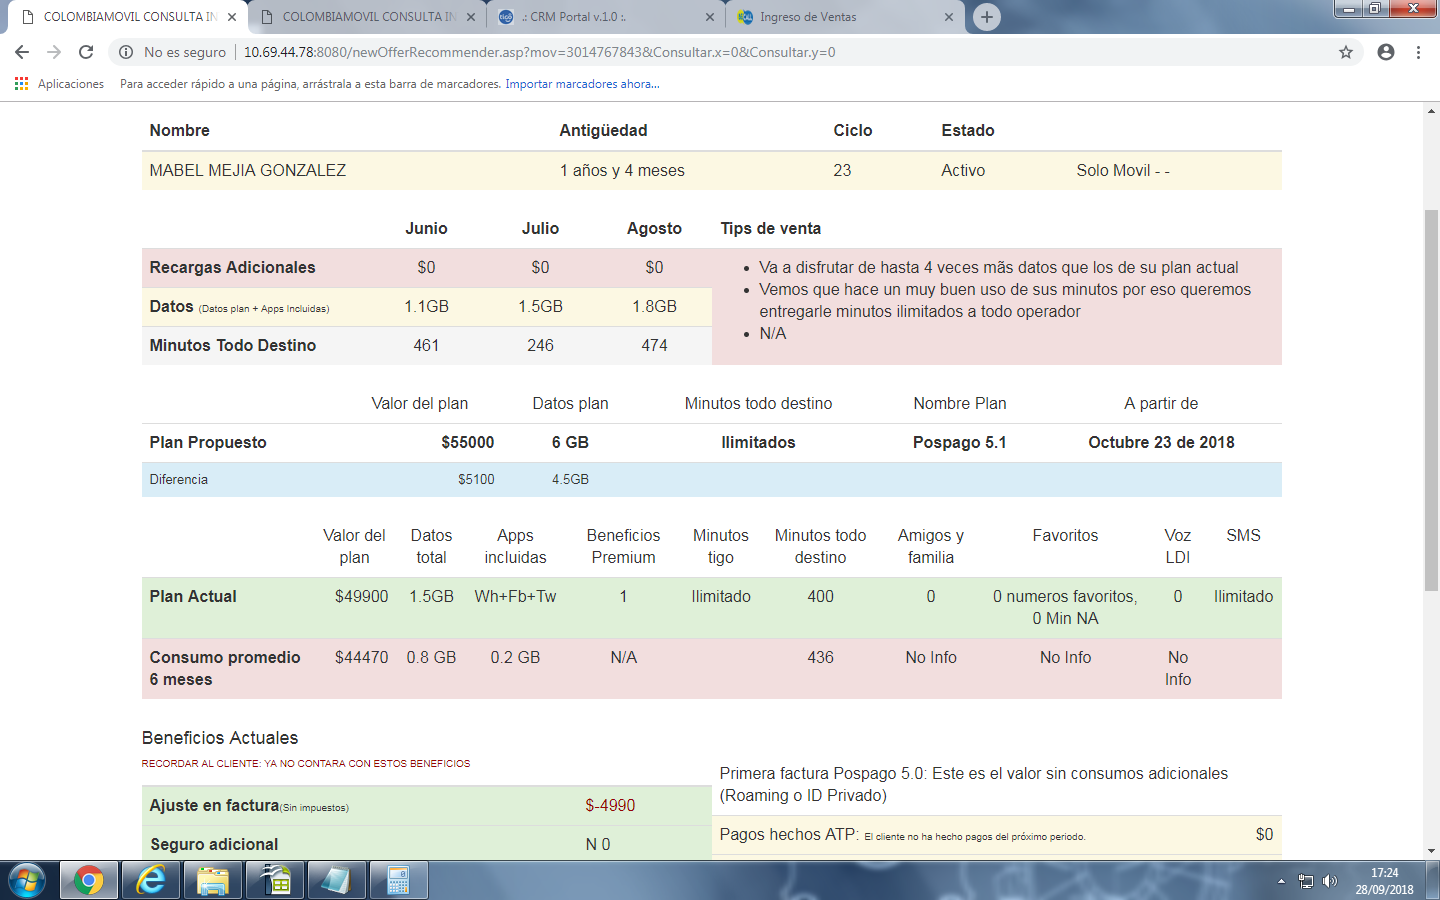 COLOMBIAMOVIL CONSULTA IN
COLOMBIAMOVIL CONSULTA IN
.: CRM Portal v.1.0 :.
Ingreso de Ventas
No es seguro
10.69.44.78:8080/newOfferRecommender.asp?mov=3014767843&Consultar.x=0&Consultar.y=0
Aplicaciones
Para acceder rápido a una página, arrástrala a esta barra de marcadores. Importar marcadores ahora...
Nombre Antigüedad Ciclo Estado
MABEL MEJIA GONZALEZ 1 años y 4 meses 23 Activo Solo Movil - -
Junio Julio Agosto Tips de venta
Recargas Adicionales $0 $0 $0
Datos (Datos plan + Apps Incluidas) 1.1GB 1.5GB 1.8GB
Minutos Todo Destino 461 246 474
Va a disfrutar de hasta 4 veces mãs datos que los de su plan actual
Vemos que hace un muy buen uso de sus minutos por eso queremos
entregarle minutos ilimitados a todo operador
N/A
Valor del plan Datos plan Minutos todo destino Nombre Plan A partir de
Plan Propuesto $55000 6 GB Ilimitados Pospago 5.1 Octubre 23 de 2018
Diferencia $5100 4.5GB
Valor del Datos Apps Beneficios Minutos Minutos todo Amigos y Favoritos Voz SMS
plan total incluidas Premium tigo destino familia LDI
Plan Actual $49900 1.5GB Wh+Fb+Tw 1 Ilimitado 400 0 0 numeros favoritos, 0 Ilimitado
0 Min NA
Consumo promedio $44470 0.8 GB 0.2 GB N/A 436 No Info No Info No
6 meses Info
Beneficios Actuales
RECORDAR AL CLIENTE: YA NO CONTARA CON ESTOS BENEFICIOS
Ajuste en factura(Sin impuestos) $-4990
Seguro adicional N 0
Primera factura Pospago 5.0: Este es el valor sin consumos adicionales
(Roaming o ID Privado)
Pagos hechos ATP: El cliente no ha hecho pagos del próximo periodo. $0
17:24
28/09/2018